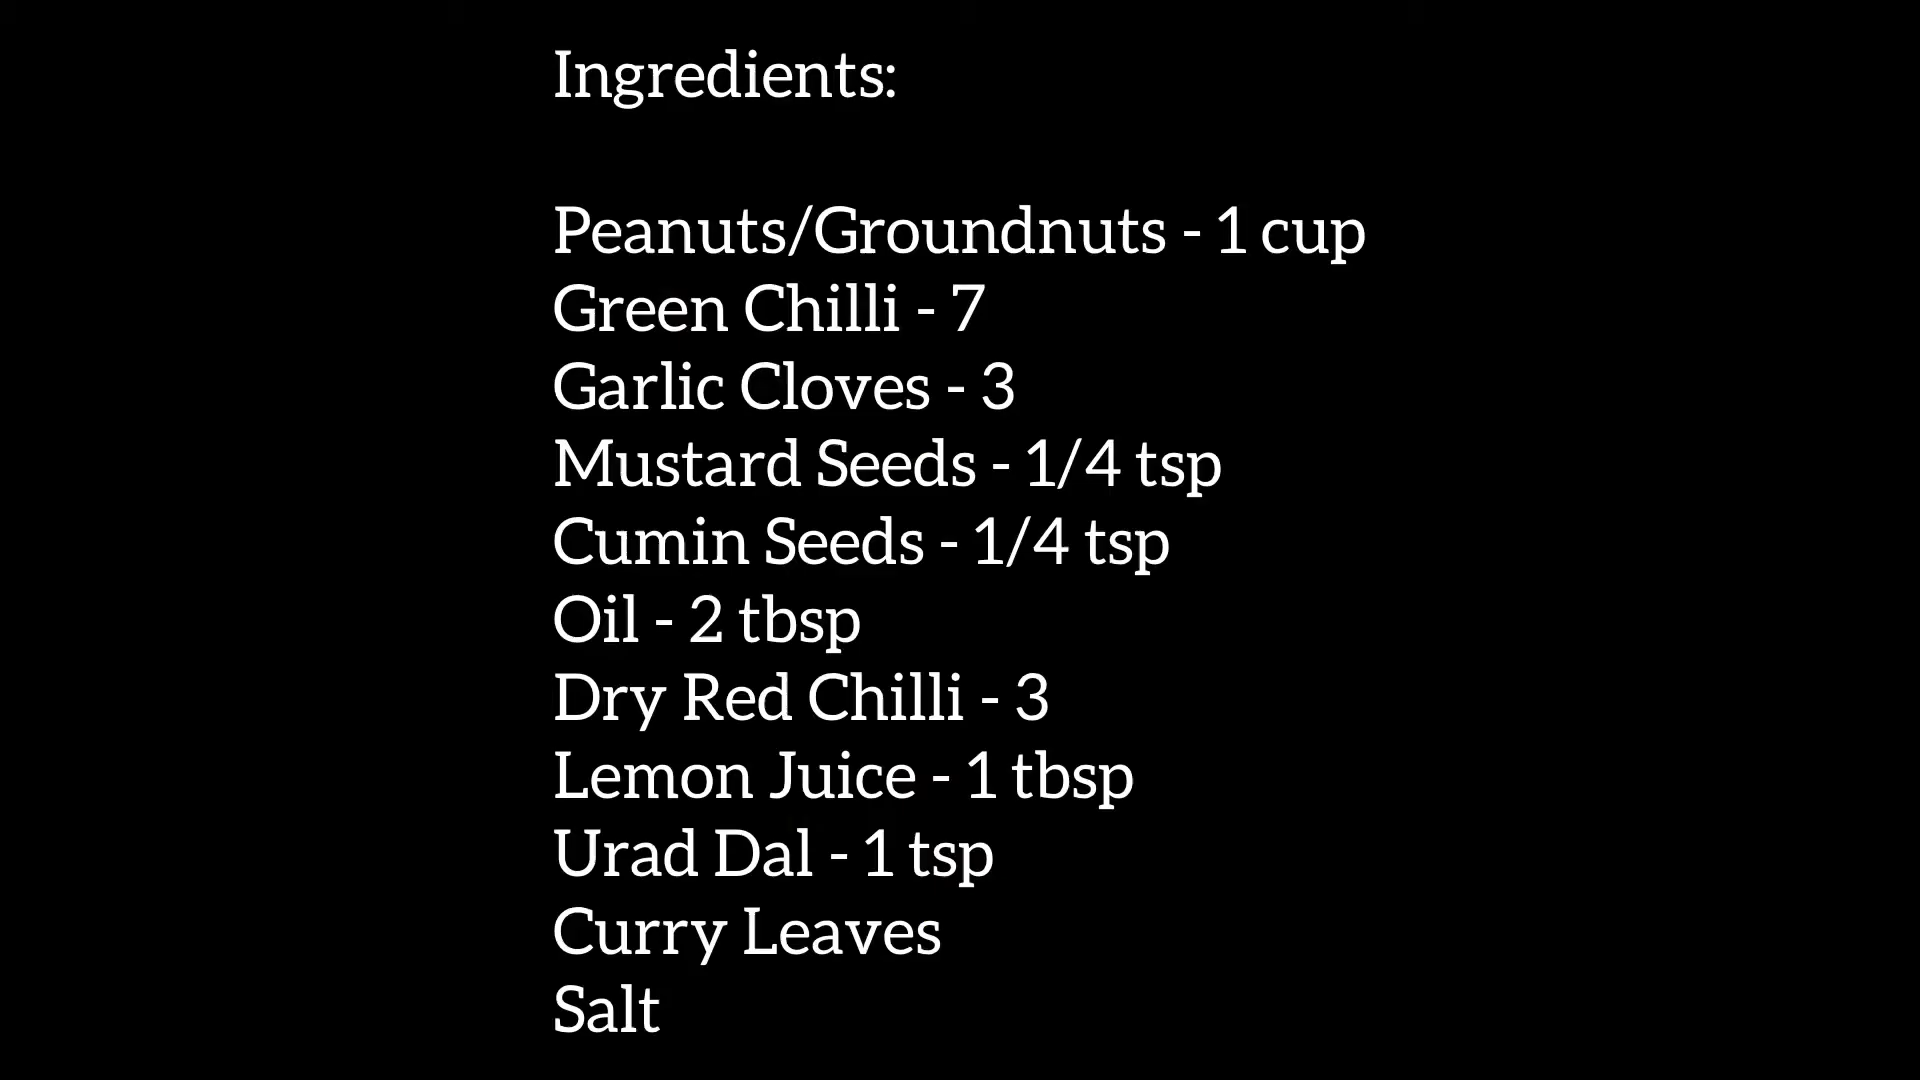 Ingredients:
Peanuts/Groundnuts - 1 cup
Green Chilli - 7
Garlic Cloves - 3
Mustard Seeds - 1/4 tsp
Cumin Seeds - 1/4 tsp
Oil - 2 tbsp
Dry Red Chilli - 3
Lemon Juice - 1 tbsp
Urad Dal - 1 tsp
Curry Leaves
Salt